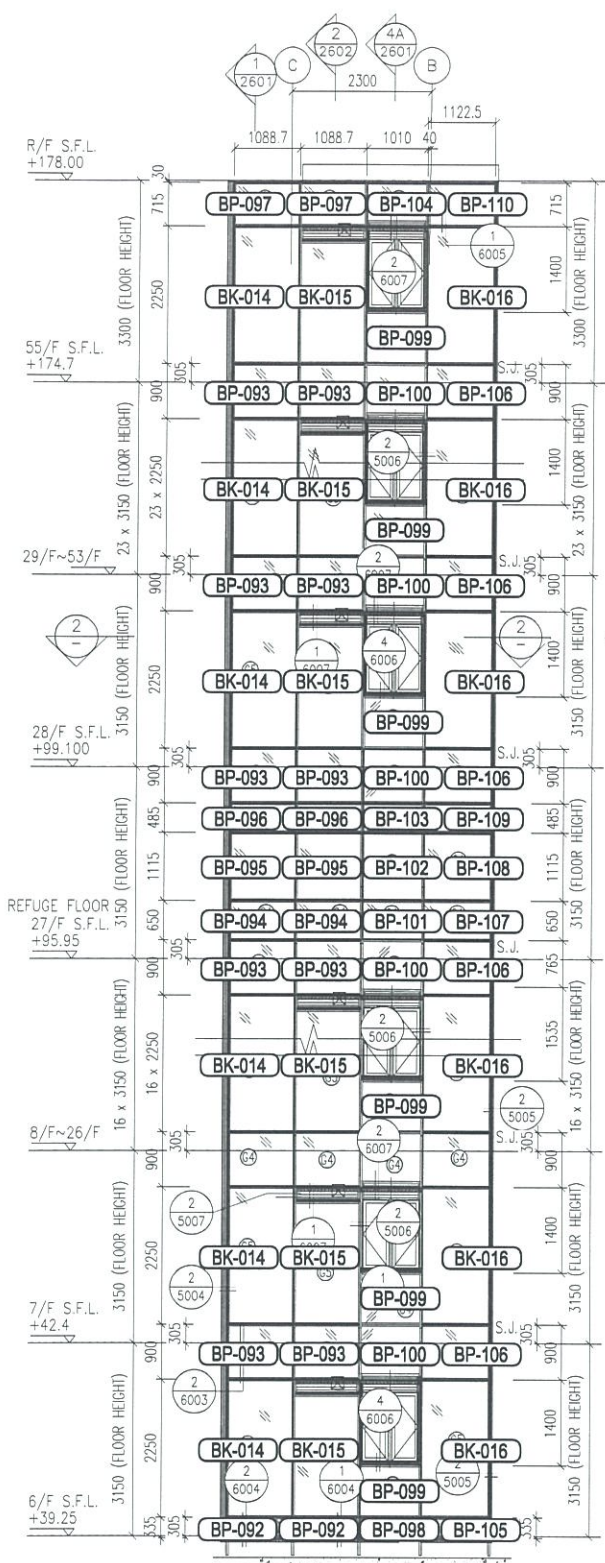 1
2601
C
2
2602
4A
2601
B
2300
1122.5
1088.7
1088.7
1010
40
R/F S.F.L.
+178.00
30
715
BP-097
BP-097
BP-104
BP-110
715
1
6005
2
6007
3300 (FLOOR HEIGHT)
2250
BK-014
BK-015
BK-016
1400
3300 (FLOOR HEIGHT)
BP-099
55/F S.F.L.
+174.7
305
S.J.
305
900
BP-093
BP-093
BP-100
BP-106
900
2
5006
23 x 3150 (FLOOR HEIGHT)
23 x 2250
BK-014
BK-015
BK-016
1400
23 x 3150 (FLOOR HEIGHT)
BP-099
29/F~53/F
305
2
S.J.
305
900
BP-093
BP-093
BP-100
BP-106
900
2
–
1
4
6006
2
–
3150 (FLOOR HEIGHT)
2250
BK-014
BK-015
BK-016
1400
3150 (FLOOR HEIGHT)
BP-099
28/F S.F.L.
+99.100
305
S.J.
305
900
BP-093
BP-093
BP-100
BP-106
900
485
BP-096
BP-096
BP-103
BP-109
485
3150 (FLOOR HEIGHT)
1115
BP-095
BP-095
BP-102
BP-108
1115
3150 (FLOOR HEIGHT)
REFUGE FLOOR
27/F S.F.L.
+95.95
650
BP-094
BP-094
BP-101
BP-107
650
305
S.J.
900
BP-093
BP-093
BP-100
BP-106
765
2
5006
16 x 3150 (FLOOR HEIGHT)
16 x 2250
BK-014
BK-015
BK-016
1535
16 x 3150 (FLOOR HEIGHT)
BP-099
2
5005
8/F~26/F
305
2
6007
S.J.
305
900
G4
G4
G4
G4
900
2
5007
1
2
5006
3150 (FLOOR HEIGHT)
2250
BK-014
BK-015
BK-016
1400
3150 (FLOOR HEIGHT)
2
5004
G5
1
BP-099
7/F S.F.L.
+42.4
305
S.J.
305
900
BP-093
BP-093
BP-100
BP-106
900
2
6003
4
6006
3150 (FLOOR HEIGHT)
2250
BK-014
BK-015
BK-016
1400
3150 (FLOOR HEIGHT)
2
6004
1
6004
BP-099
2
5005
6/F S.F.L.
+39.25
335
305
BP-092
BP-092
BP-098
BP-105
335